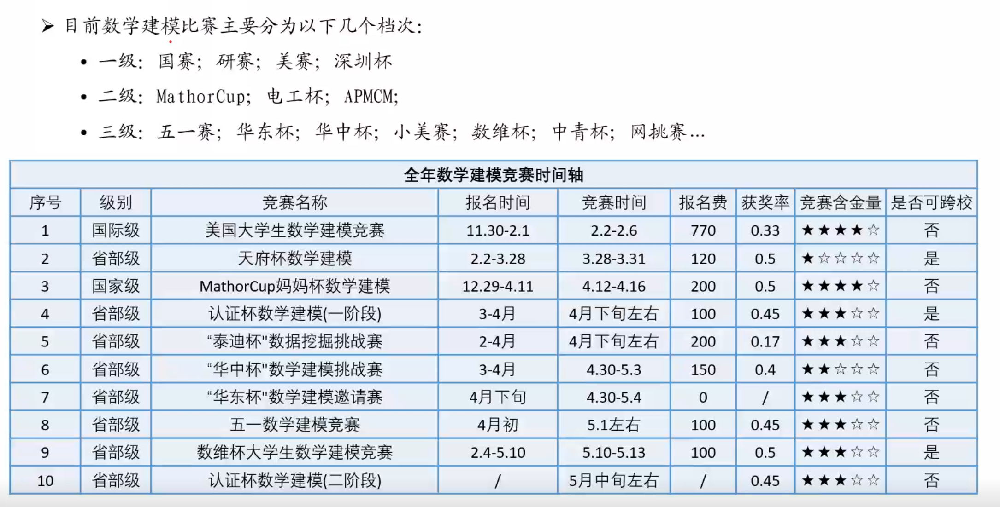 ➢ 目前数学建模比赛主要分为以下几个档次：
• 一级：国赛；研赛；美赛；深圳杯
• 二级：MathorCup；电工杯；APMCM；
• 三级：五一赛；华东杯；华中杯；小美赛；数维杯；中青杯；网挑赛…
全年数学建模竞赛时间轴
序号 级别 竞赛名称 报名时间 竞赛时间 报名费 获奖率 竞赛含金量 是否可跨校
1 国际级 美国大学生数学建模竞赛 11.30-2.1 2.2-2.6 770 0.33 ★★★★☆ 否
2 省部级 天府杯数学建模 2.2-3.28 3.28-3.31 120 0.5 ★☆☆☆☆ 是
3 国家级 MathorCup妈妈杯数学建模 12.29-4.11 4.12-4.16 200 0.5 ★★★★☆ 否
4 省部级 认证杯数学建模(一阶段) 3-4月 4月下旬左右 100 0.45 ★★★☆☆ 是
5 省部级 “泰迪杯"数据挖掘挑战赛 2-4月 4月下旬左右 200 0.17 ★★★☆☆ 否
6 省部级 “华中杯"数学建模挑战赛 3-4月 4.30-5.3 150 0.4 ★★☆☆☆ 否
7 省部级 “华东杯"数学建模邀请赛 4月下旬 4.30-5.4 0 / ★★★☆☆ 否
8 省部级 五一数学建模竞赛 4月初 5.1左右 100 0.45 ★★★☆☆ 否
9 省部级 数维杯大学生数学建模竞赛 2.4-5.10 5.10-5.13 100 0.5 ★★★☆☆ 是
10 省部级 认证杯数学建模(二阶段) / 5月中旬左右 / 0.45 ★★★☆☆ 否